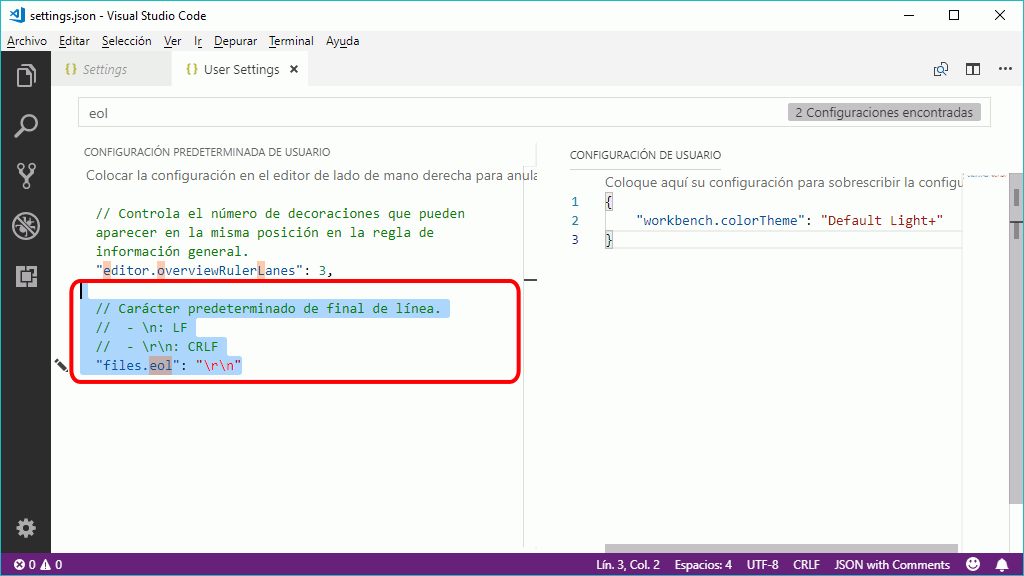 settings.json - Visual Studio Code
Archivo Editar Selección Ver Ir Depurar Terminal Ayuda
{} Settings
{} User Settings ×
eol
2 Configuraciones encontradas
CONFIGURACIÓN PREDETERMINADA DE USUARIO
Colocar la configuración en el editor de lado de mano derecha para anula
// Controla el número de decoraciones que pueden
aparecer en la misma posición en la regla de
información general.
"editor.overviewRulerLanes": 3,
// Carácter predeterminado de final de línea.
//  - \n: LF
//  - \r\n: CRLF
"files.eol": "\r\n"
CONFIGURACIÓN DE USUARIO
Coloque aquí su configuración para sobrescribir la configu
1 {
2 "workbench.colorTheme": "Default Light+"
3 }
0 0
Lín. 3, Col. 2 Espacios: 4 UTF-8 CRLF JSON with Comments